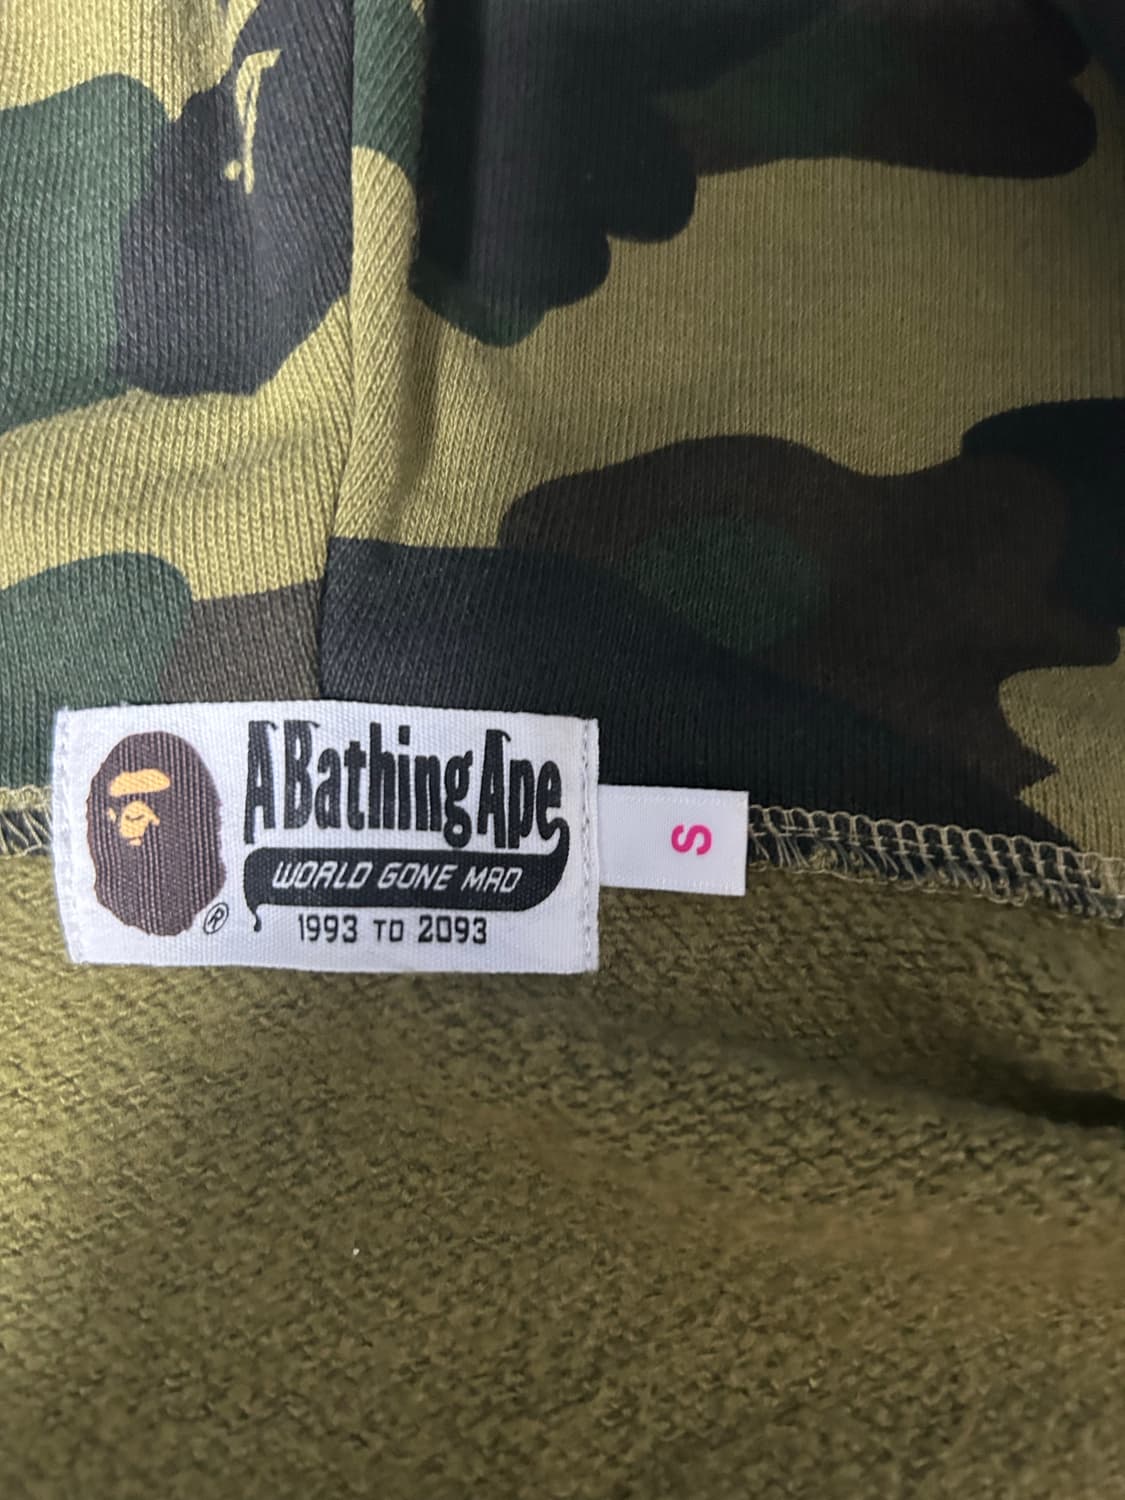 A Bathing Ape
WORLD GONE MAD
1993 TO 2093
®
S